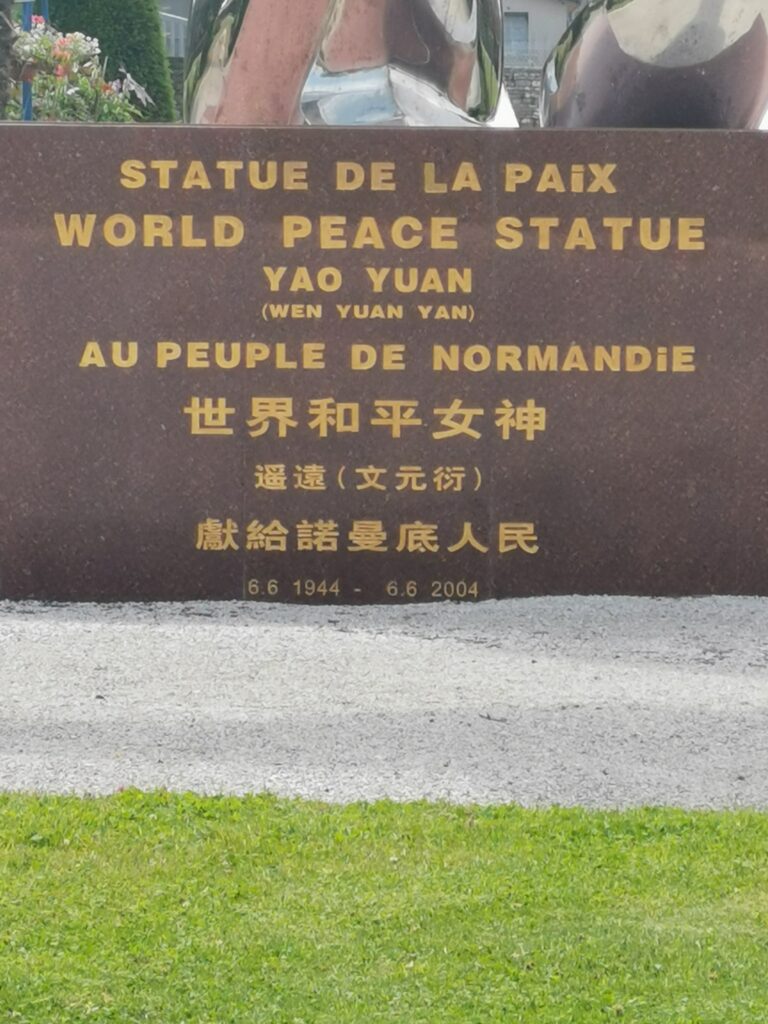 STATUE DE LA PAiX
WORLD PEACE STATUE
YAO YUAN
(WEN YUAN YAN)
AU PEUPLE DE NORMANDiE
世界和平女神
遥遠(文元衍)
獻給諾曼底人民
6.6 1944 - 6.6 2004